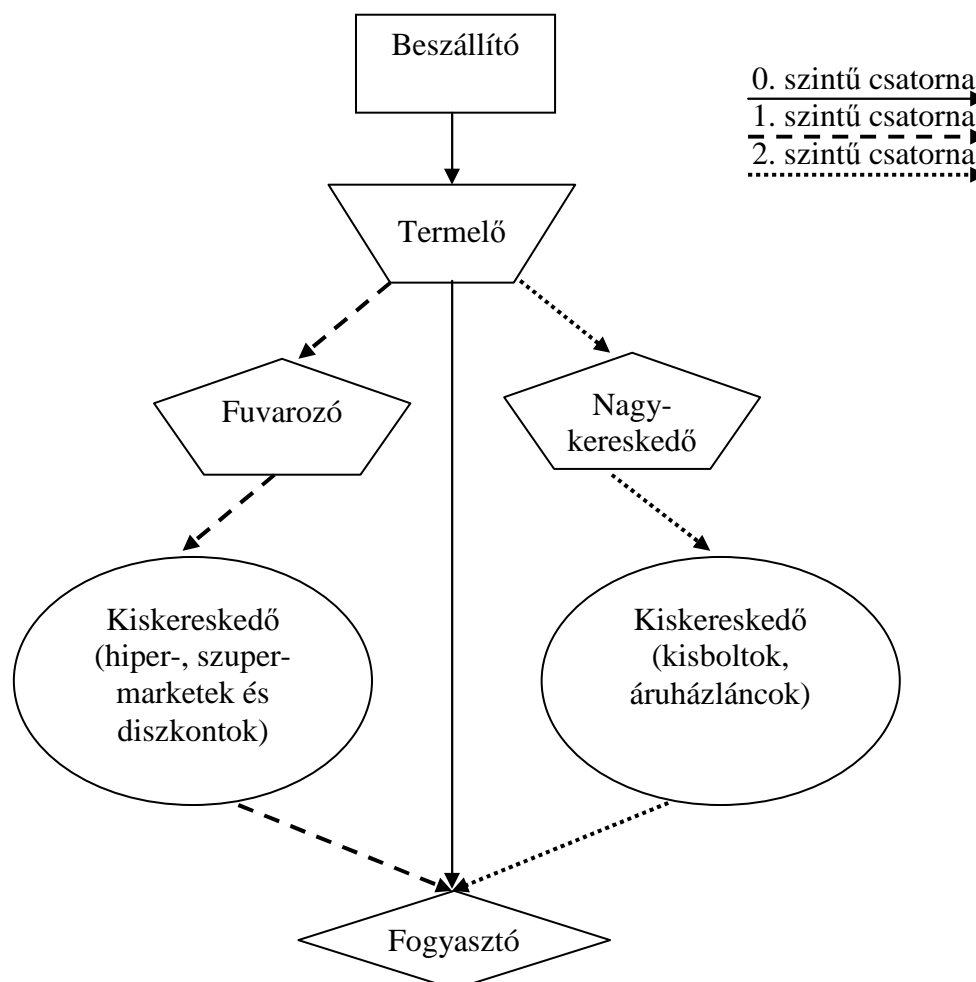 Beszállító
0. szintű csatorna
1. szintű csatorna
2. szintű csatorna
Termelő
Fuvarozó
Nagy-
kereskedő
Kiskereskedő
(hiper-, szuper-
marketek és
diszkontok)
Kiskereskedő
(kisboltok,
áruházláncok)
Fogyasztó